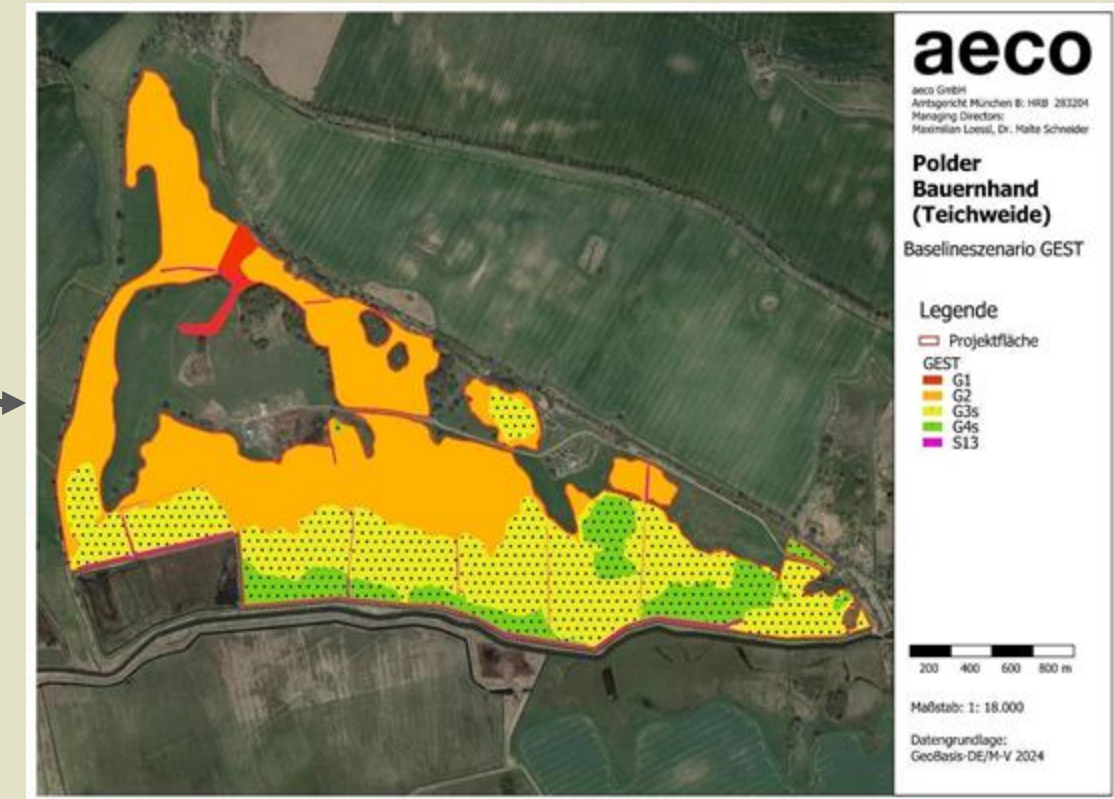 aeco
aeco GmbH
Amtsgericht München B: HRB 283204
Managing Directors:
Maximilian Loessl, Dr. Malte Schneider
Polder
Bauernhand
(Teichweide)
Baselineszenario GEST
Legende
Projektfläche
GEST
G1
G2
G3s
G4s
S13
200 400 600 800 m
Maßstab: 1: 18.000
Datengrundlage:
GeoBasis-DE/M-V 2024